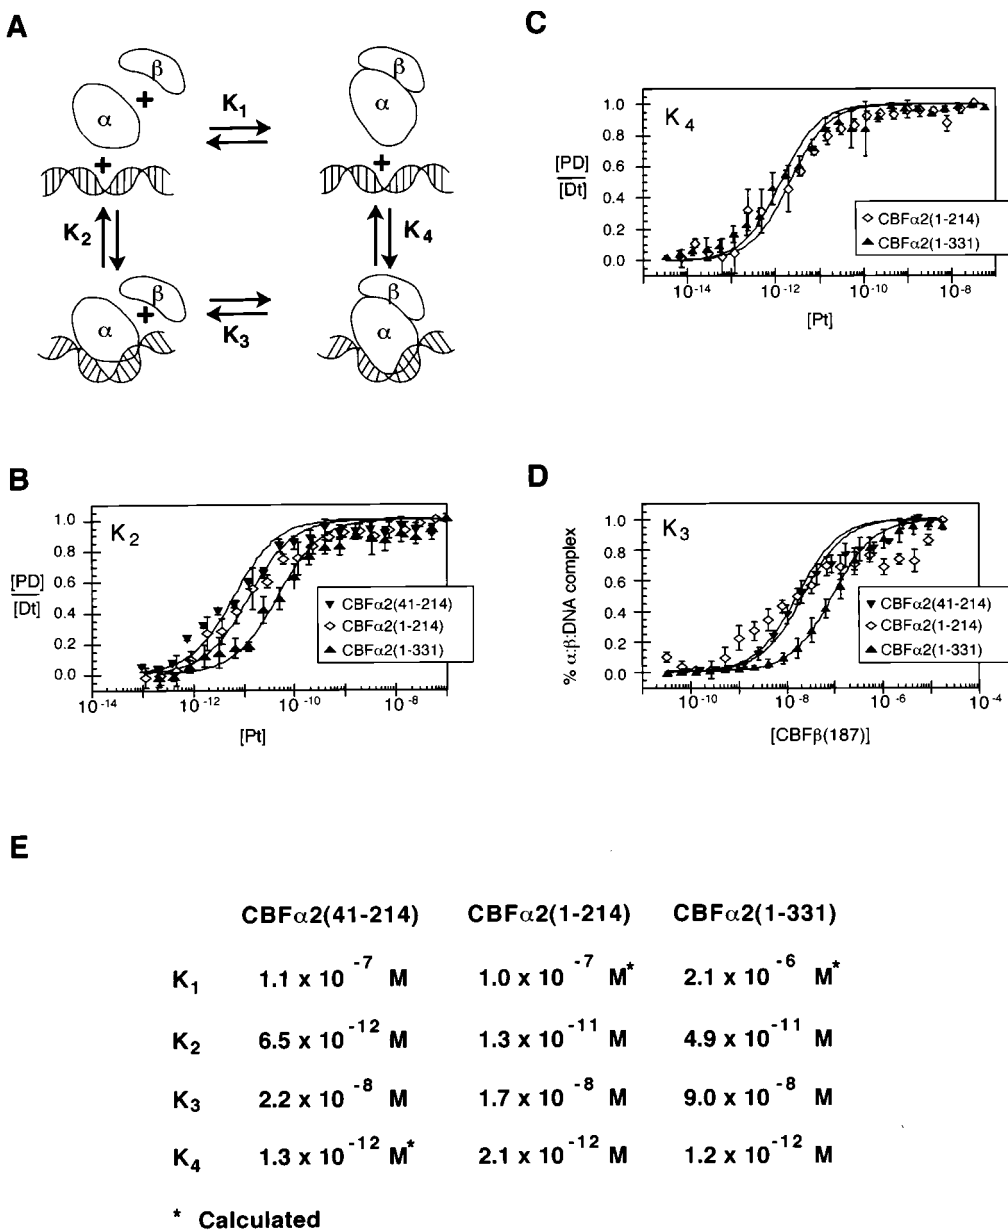 A
β
+
α
K1
β
α
+
+
K2
K4
β
α
+
K3
β
α
B
K2
[PD]
[Dt]
1.0
0.8
0.6
0.4
0.2
0.0
▼ CBFα2(41-214)
◇ CBFα2(1-214)
▲ CBFα2(1-331)
10^-14
10^-12
10^-10
10^-8
[Pt]
C
K4
[PD]
[Dt]
1.0
0.8
0.6
0.4
0.2
0.0
◇ CBFα2(1-214)
▲ CBFα2(1-331)
10^-14
10^-12
10^-10
10^-8
[Pt]
D
K3
% α:β:DNA complex
1.0
0.8
0.6
0.4
0.2
0.0
▼ CBFα2(41-214)
◇ CBFα2(1-214)
▲ CBFα2(1-331)
10^-10
10^-8
10^-6
10^-4
[CBFβ(187)]
E
CBFα2(41-214) CBFα2(1-214) CBFα2(1-331)
K1 1.1 x 10^-7 M 1.0 x 10^-7 M* 2.1 x 10^-6 M*
K2 6.5 x 10^-12 M 1.3 x 10^-11 M 4.9 x 10^-11 M
K3 2.2 x 10^-8 M 1.7 x 10^-8 M 9.0 x 10^-8 M
K4 1.3 x 10^-12 M* 2.1 x 10^-12 M 1.2 x 10^-12 M
* Calculated